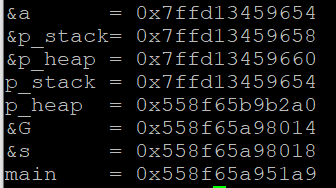 &a       = 0x7ffd13459654
&p_stack= 0x7ffd13459658
&p_heap  = 0x7ffd13459660
p_stack = 0x7ffd13459654
p_heap  = 0x558f65b9b2a0
&G       = 0x558f65a98014
&s       = 0x558f65a98018
main     = 0x558f65a951a9